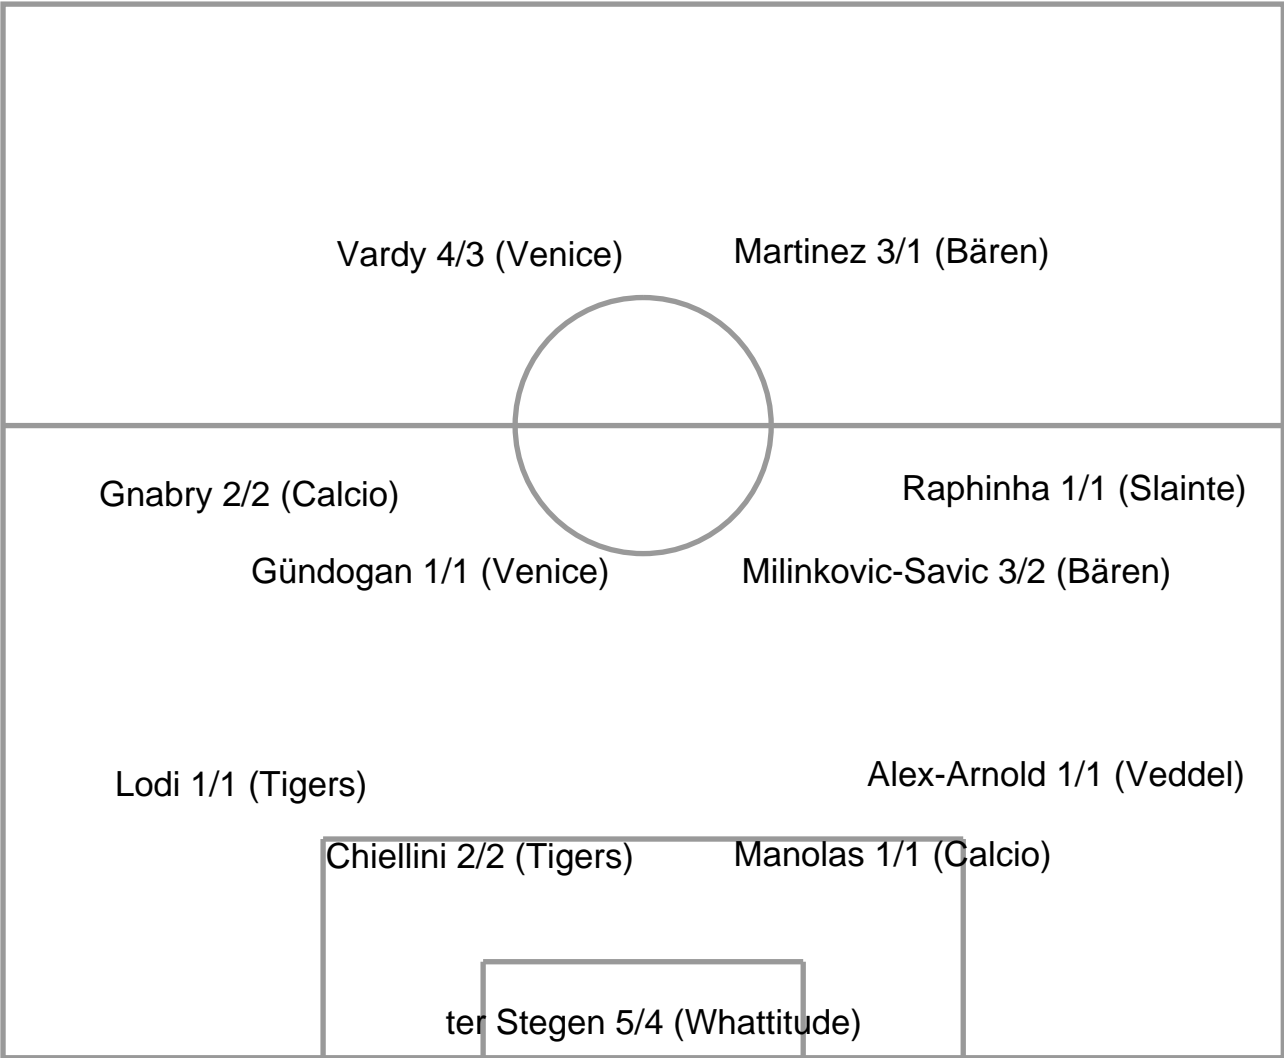 Vardy 4/3 (Venice)
Martinez 3/1 (Bären)
Gnabry 2/2 (Calcio)
Raphinha 1/1 (Slainte)
Gündogan 1/1 (Venice)
Milinkovic-Savic 3/2 (Bären)
Lodi 1/1 (Tigers)
Alex-Arnold 1/1 (Veddel)
Chiellini 2/2 (Tigers)
Manolas 1/1 (Calcio)
ter Stegen 5/4 (Whattitude)